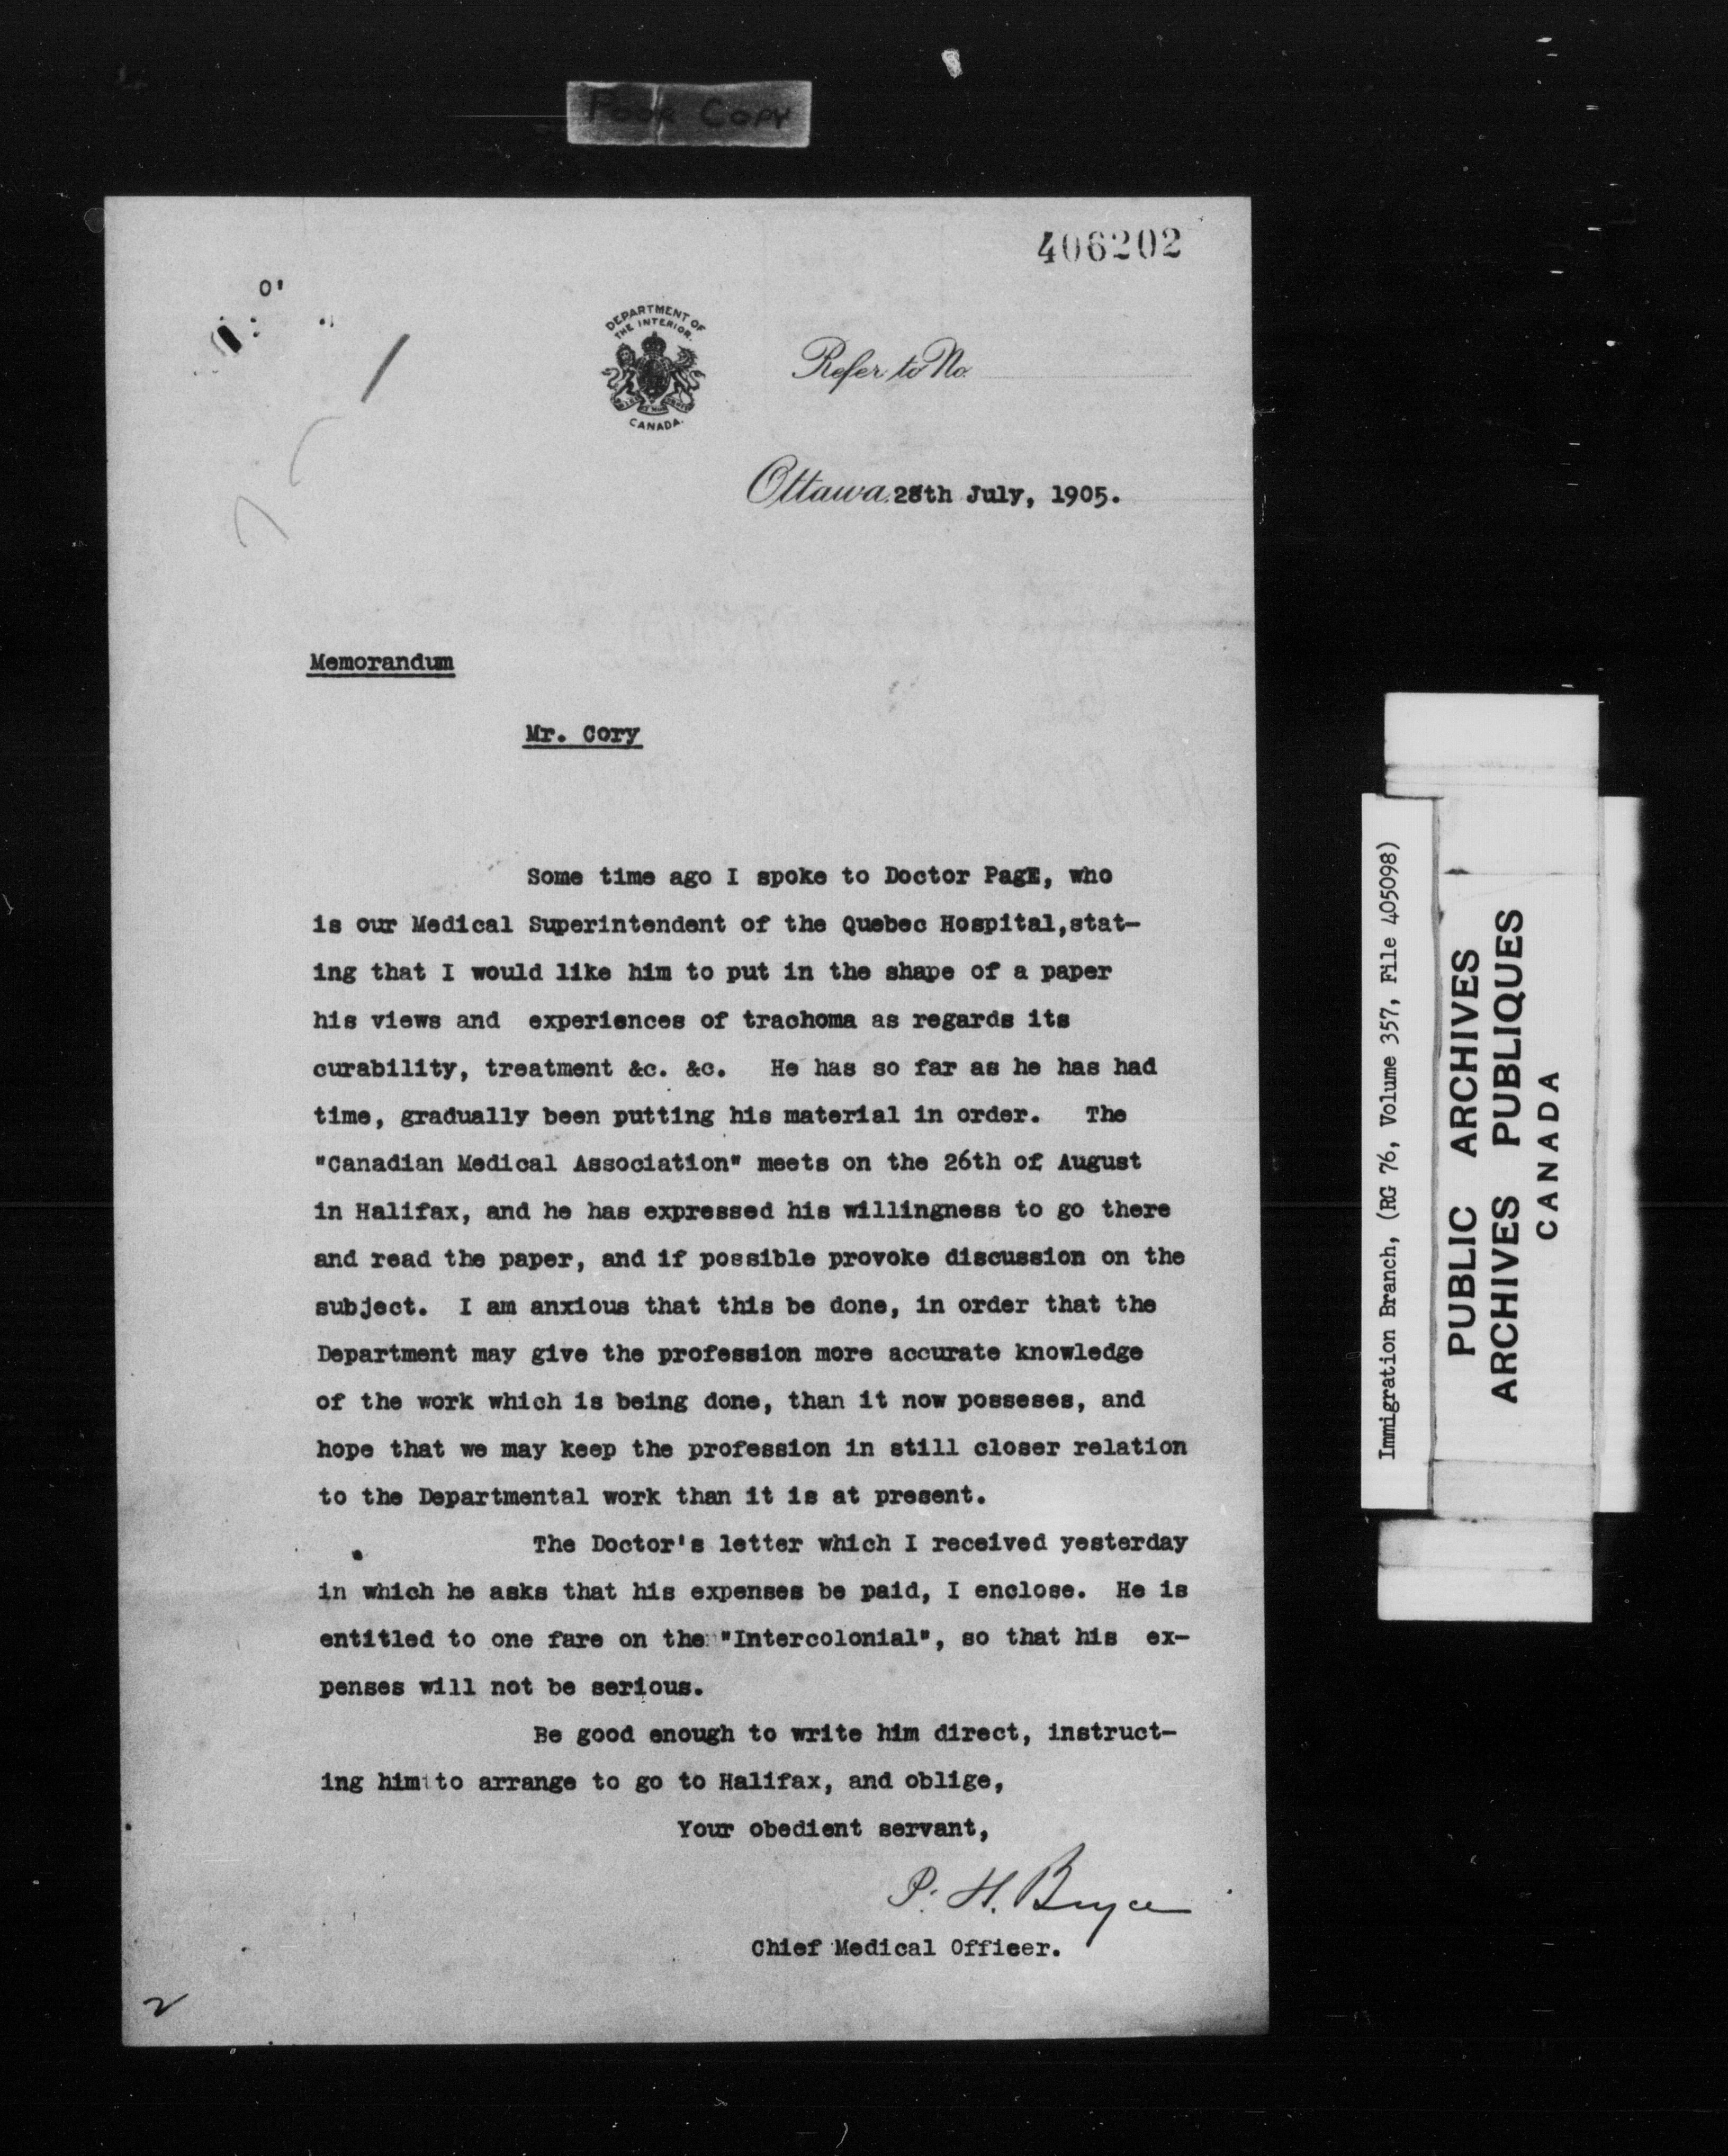 Poor Copy
406202
DEPARTMENT OF
THE INTERIOR.
CANADA.
Refer to No.
Ottawa, 28th July, 1905.
Memorandum
Mr. Cory
Some time ago I spoke to Doctor PagE, who
is our Medical Superintendent of the Quebec Hospital,stat-
ing that I would like him to put in the shape of a paper
his views and experiences of trachoma as regards its
curability, treatment &c. &c. He has so far as he has had
time, gradually been putting his material in order. The
"Canadian Medical Association" meets on the 26th of August
in Halifax, and he has expressed his willingness to go there
and read the paper, and if possible provoke discussion on the
subject. I am anxious that this be done, in order that the
Department may give the profession more accurate knowledge
of the work which is being done, than it now posseses, and
hope that we may keep the profession in still closer relation
to the Departmental work than it is at present.
The Doctor's letter which I received yesterday
in which he asks that his expenses be paid, I enclose. He is
entitled to one fare on the "Intercolonial", so that his ex-
penses will not be serious.
Be good enough to write him direct, instruct-
ing him to arrange to go to Halifax, and oblige,
Your obedient servant,
P. H. Bryce
Chief Medical Officer.
2
Immigration Branch, (RG 76, Volume 357, File 405098)
PUBLIC ARCHIVES
ARCHIVES PUBLIQUES
CANADA